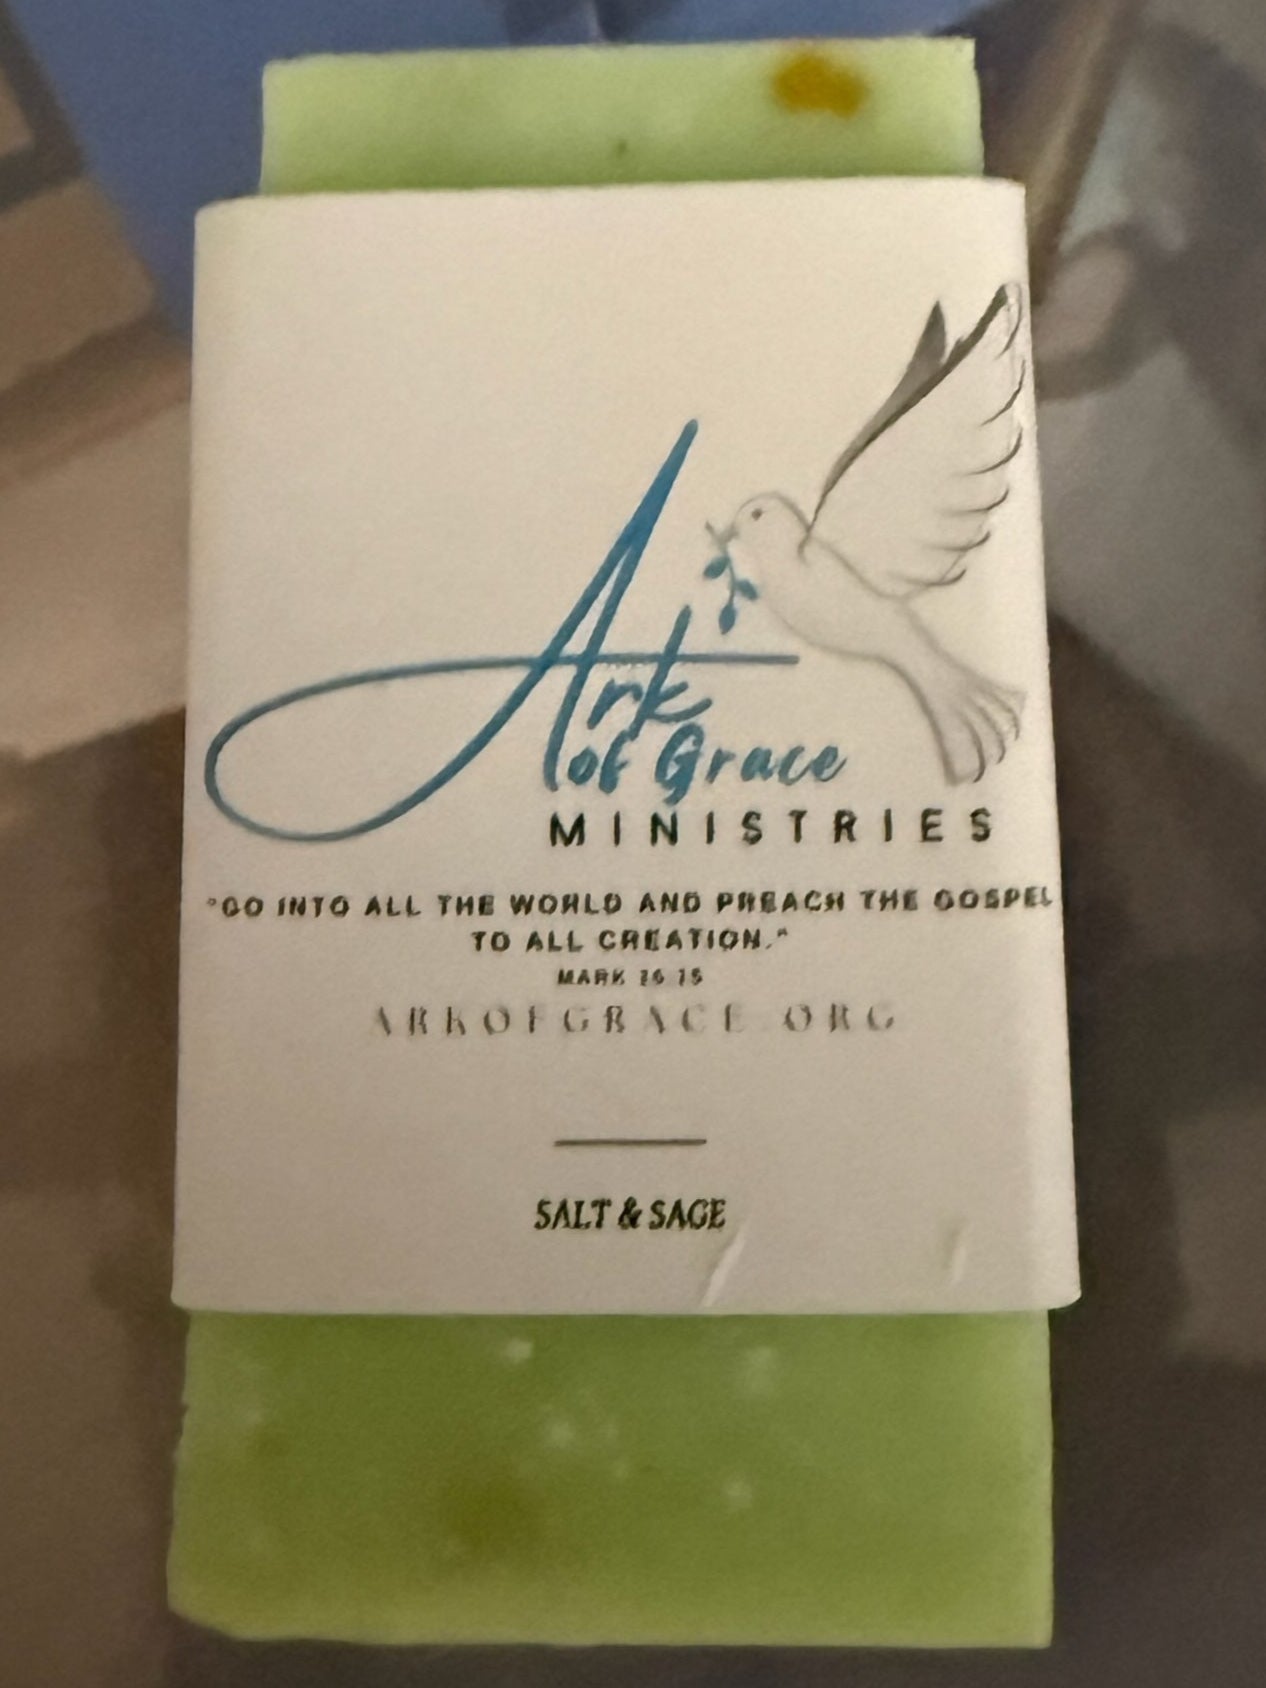 Ark
of Grace
MINISTRIES
"GO INTO ALL THE WORLD AND PREACH THE GOSPEL
TO ALL CREATION."
MARK 16 15
ARKOFGRACE ORG
SALT & SAGE